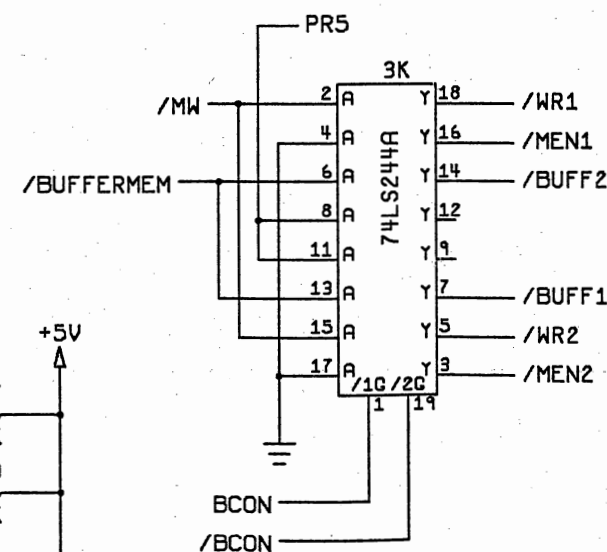 PR5
3K
/MW 2 A Y 18 /WR1
4 A Y 16 /MEN1
/BUFFERMEM 6 A Y 14 /BUFF2
8 A Y 12
11 A Y 9
13 A Y 7 /BUFF1
15 A Y 5 /WR2
17 A Y 3 /MEN2
74LS244A
/1G /2G
1 19
+5V
BCON
/BCON